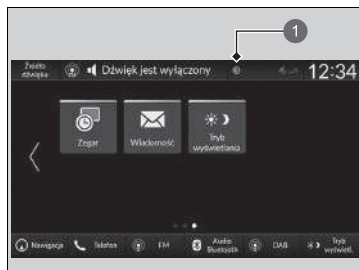 1
Źródło
dźwięku
Dźwięk jest wyłączony
12:34
Zegar
Wiadomość
Tryb
wyświetlania
Nawigacja
Telefon
FM
Audio
Bluetooth
DAB
Tryb
wyświetl.